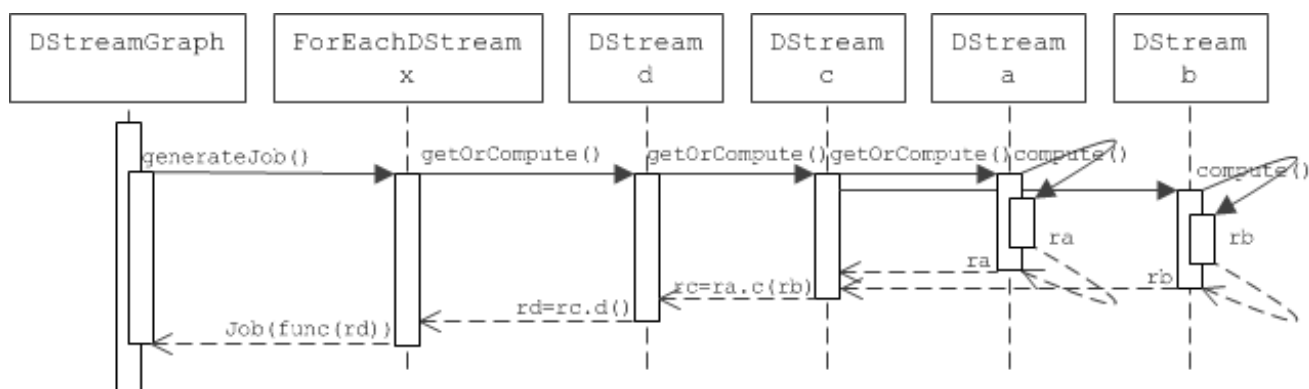 DStreamGraph
ForEachDStream
x
DStream
d
DStream
c
DStream
a
DStream
b
generateJob()
getOrCompute()
getOrCompute()
getOrCompute()
compute()
compute()
ra
rb
ra
rb
rc=ra.c(rb)
rd=rc.d()
Job(func(rd))